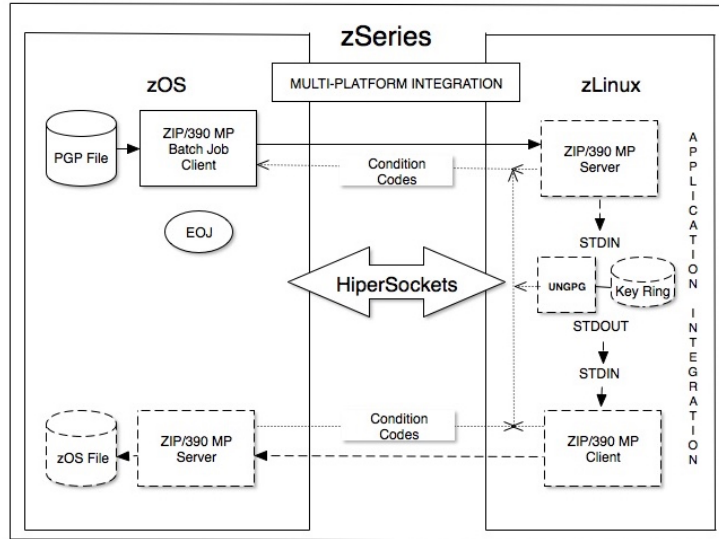 zSeries
zOS
MULTI-PLATFORM INTEGRATION
zLinux
PGP File
ZIP/390 MP
Batch Job
Client
Condition
Codes
ZIP/390 MP
Server
EOJ
STDIN
HiperSockets
UNGPG
Key Ring
STDOUT
STDIN
zOS File
ZIP/390 MP
Server
Condition
Codes
ZIP/390 MP
Client
APPLICATION INTEGRATION